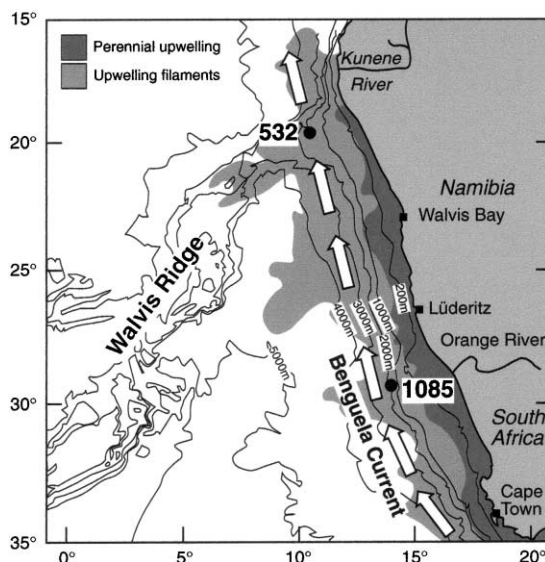 15°
20°
25°
30°
35°
Perennial upwelling
Upwelling filaments
Kunene
River
532
Namibia
Walvis Bay
Walvis Ridge
200m
1000m
2000m
3000m
4000m
Lüderitz
Orange River
5000m
Benguela Current
1085
South
Africa
Cape
Town
0°
5°
10°
15°
20°